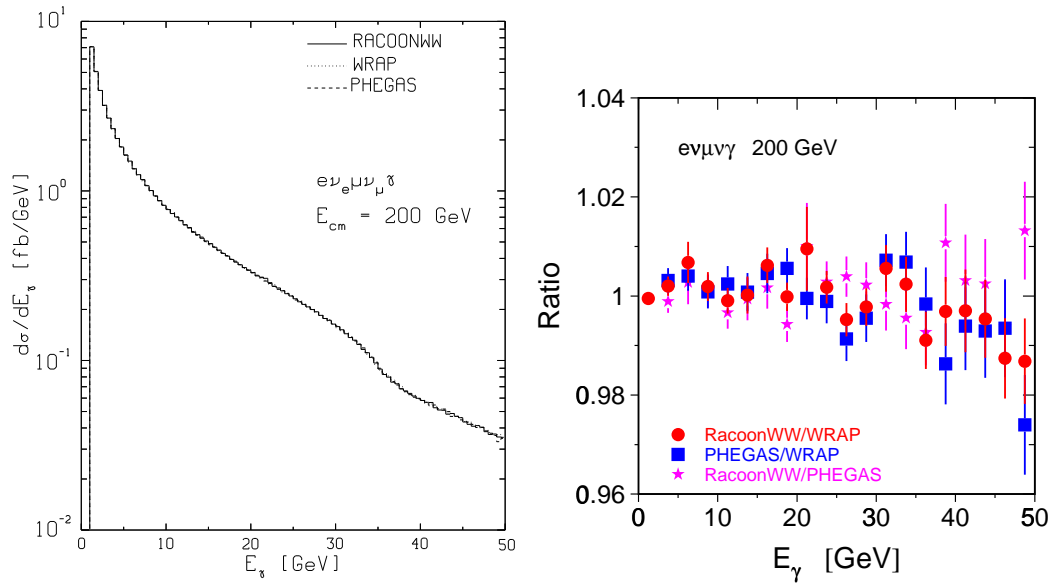 RACOONWW
WRAP
PHEGAS
eν_eμν_μγ
E_cm = 200 GeV
dσ/dE_γ [fb/GeV]
10^1
10^0
10^-1
10^-2
0 10 20 30 40 50
E_γ [GeV]
eνμνγ 200 GeV
Ratio
1.04
1.02
1
0.98
0.96
RacoonWW/WRAP
PHEGAS/WRAP
RacoonWW/PHEGAS
0 10 20 30 40 50
E_γ [GeV]